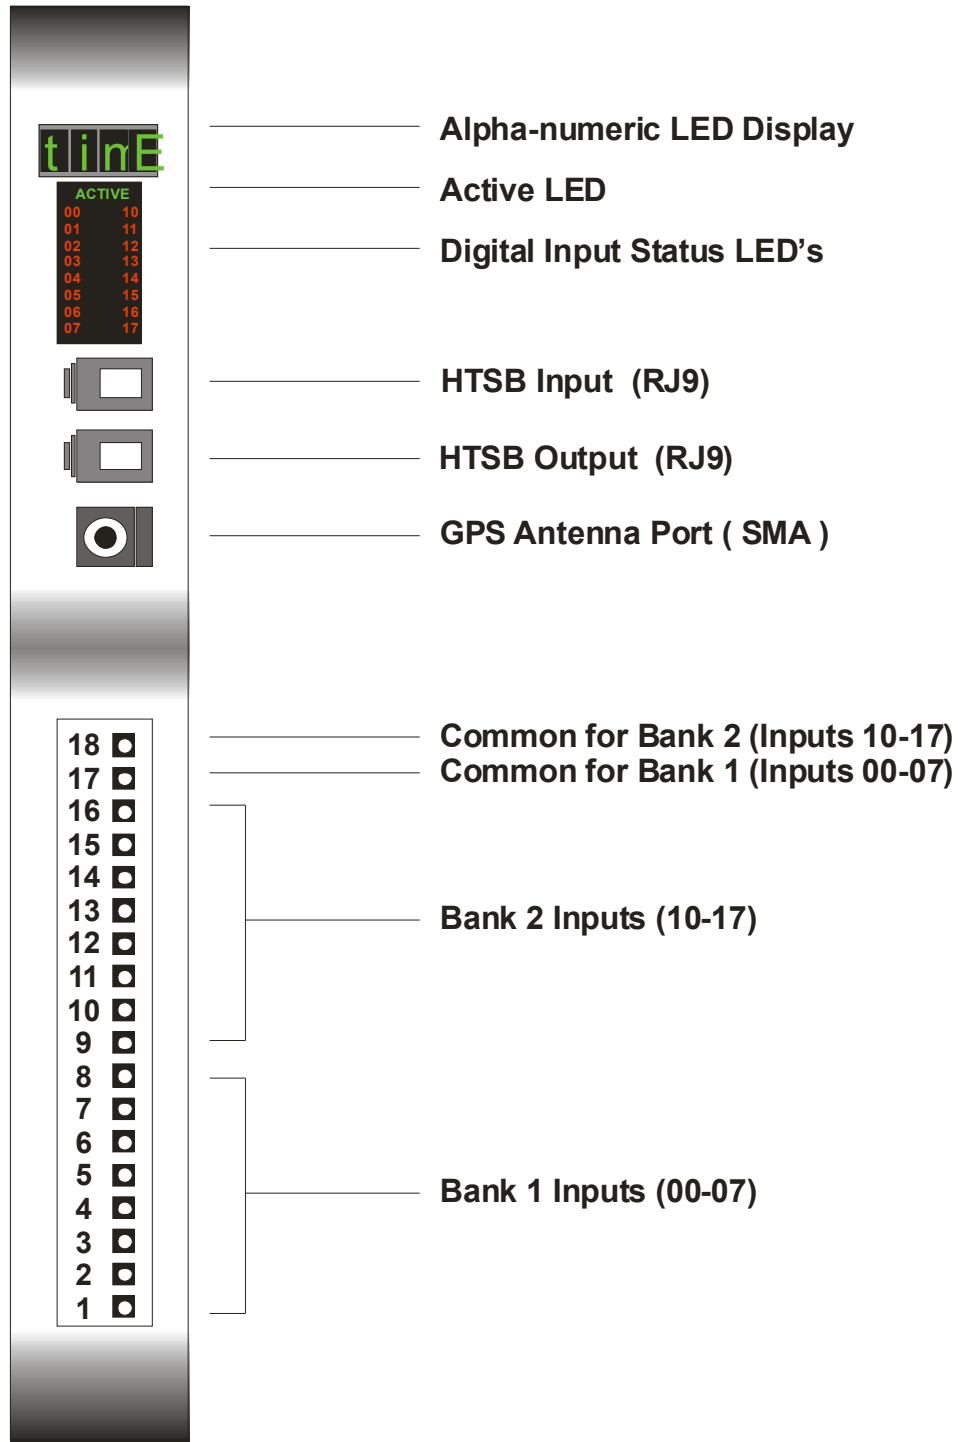 timE
Alpha-numeric LED Display
ACTIVE
Active LED
00 10
01 11
02 12
Digital Input Status LED’s
03 13
04 14
05 15
06 16
07 17
HTSB Input (RJ9)
HTSB Output (RJ9)
GPS Antenna Port ( SMA )
18
Common for Bank 2 (Inputs 10-17)
17
Common for Bank 1 (Inputs 00-07)
16
15
14
13
Bank 2 Inputs (10-17)
12
11
10
9
8
7
6
5
Bank 1 Inputs (00-07)
4
3
2
1